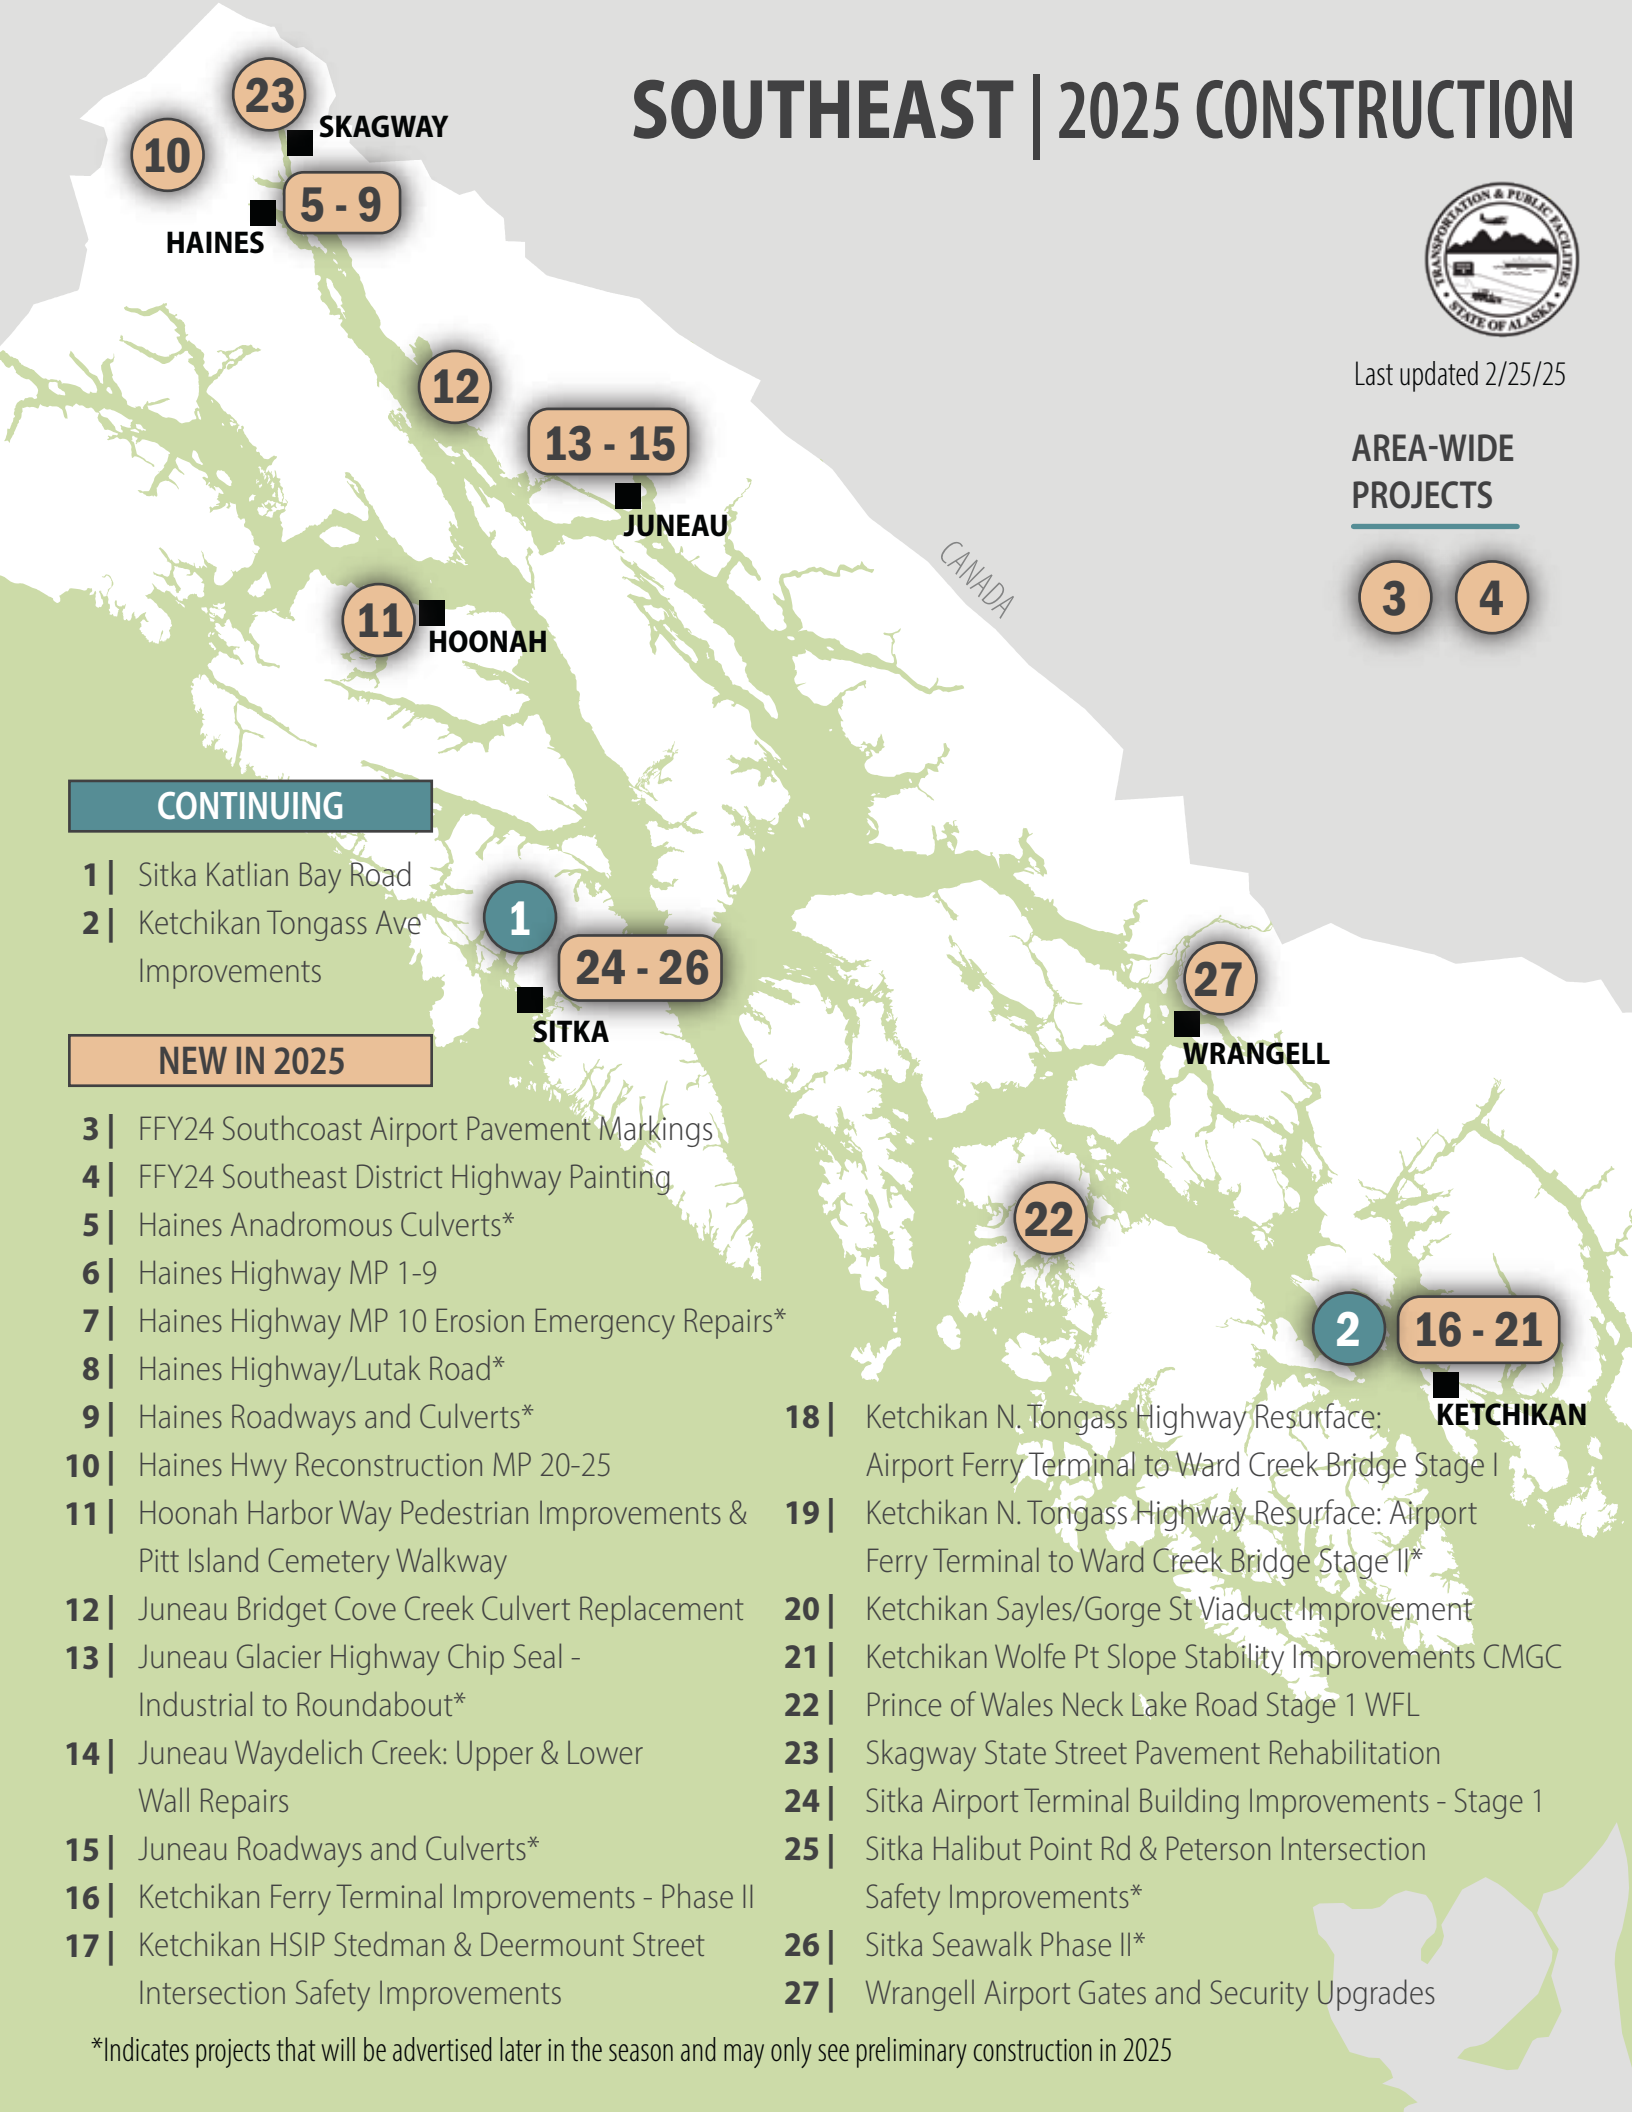 SOUTHEAST | 2025 CONSTRUCTION
TRANSPORTATION & PUBLIC FACILITIES
STATE OF ALASKA
Last updated 2/25/25
AREA-WIDE
PROJECTS
3 4
23
SKAGWAY
10
5 - 9
HAINES
12
13 - 15
JUNEAU
CANADA
11
HOONAH
1
24 - 26
SITKA
27
WRANGELL
22
2
16 - 21
KETCHIKAN
CONTINUING
1 | Sitka Katlian Bay Road
2 | Ketchikan Tongass Ave
Improvements
NEW IN 2025
3 | FFY24 Southcoast Airport Pavement Markings
4 | FFY24 Southeast District Highway Painting
5 | Haines Anadromous Culverts*
6 | Haines Highway MP 1-9
7 | Haines Highway MP 10 Erosion Emergency Repairs*
8 | Haines Highway/Lutak Road*
9 | Haines Roadways and Culverts*
10 | Haines Hwy Reconstruction MP 20-25
11 | Hoonah Harbor Way Pedestrian Improvements &
Pitt Island Cemetery Walkway
12 | Juneau Bridget Cove Creek Culvert Replacement
13 | Juneau Glacier Highway Chip Seal -
Industrial to Roundabout*
14 | Juneau Waydelich Creek: Upper & Lower
Wall Repairs
15 | Juneau Roadways and Culverts*
16 | Ketchikan Ferry Terminal Improvements - Phase II
17 | Ketchikan HSIP Stedman & Deermount Street
Intersection Safety Improvements
18 | Ketchikan N. Tongass Highway Resurface:
Airport Ferry Terminal to Ward Creek Bridge Stage I
19 | Ketchikan N. Tongass Highway Resurface: Airport
Ferry Terminal to Ward Creek Bridge Stage II*
20 | Ketchikan Sayles/Gorge St Viaduct Improvement
21 | Ketchikan Wolfe Pt Slope Stability Improvements CMGC
22 | Prince of Wales Neck Lake Road Stage 1 WFL
23 | Skagway State Street Pavement Rehabilitation
24 | Sitka Airport Terminal Building Improvements - Stage 1
25 | Sitka Halibut Point Rd & Peterson Intersection
Safety Improvements*
26 | Sitka Seawalk Phase II*
27 | Wrangell Airport Gates and Security Upgrades
*Indicates projects that will be advertised later in the season and may only see preliminary construction in 2025